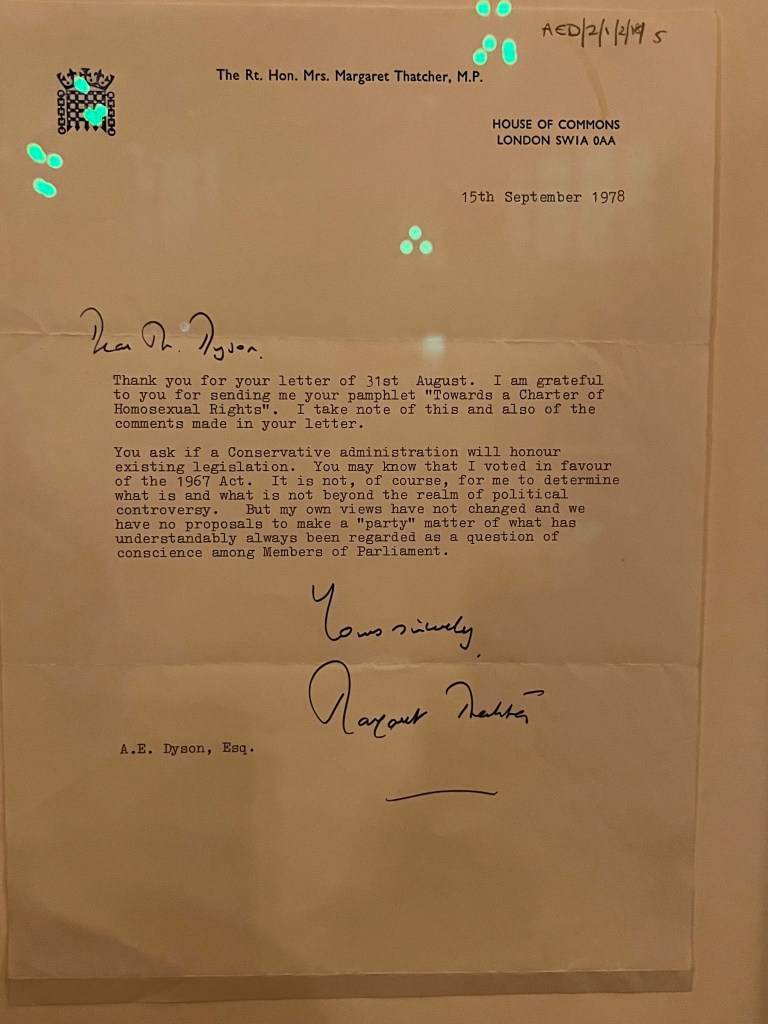 AED/2/1/2/18/5
The Rt. Hon. Mrs. Margaret Thatcher, M.P.
HOUSE OF COMMONS
LONDON SW1A 0AA
15th September 1978
Dear Mr. Dyson,
Thank you for your letter of 31st August.  I am grateful
to you for sending me your pamphlet "Towards a Charter of
Homosexual Rights".  I take note of this and also of the
comments made in your letter.
You ask if a Conservative administration will honour
existing legislation.  You may know that I voted in favour
of the 1967 Act.  It is not, of course, for me to determine
what is and what is not beyond the realm of political
controversy.   But my own views have not changed and we
have no proposals to make a "party" matter of what has
understandably always been regarded as a question of
conscience among Members of Parliament.
Yours sincerely,
Margaret Thatcher
A.E. Dyson, Esq.